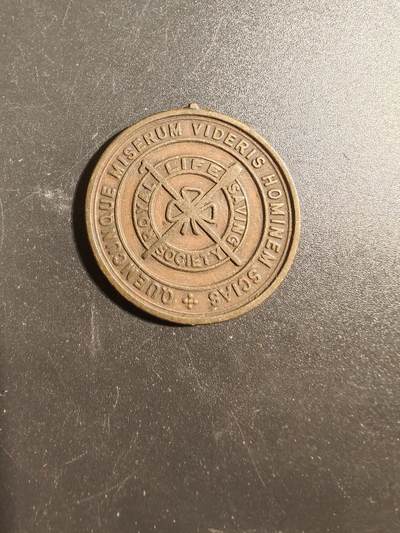 QUEMCUNQUE MISERUM VIDERIS HOMINEM SCIAS
ROYAL LIFE SAVING
SOCIETY